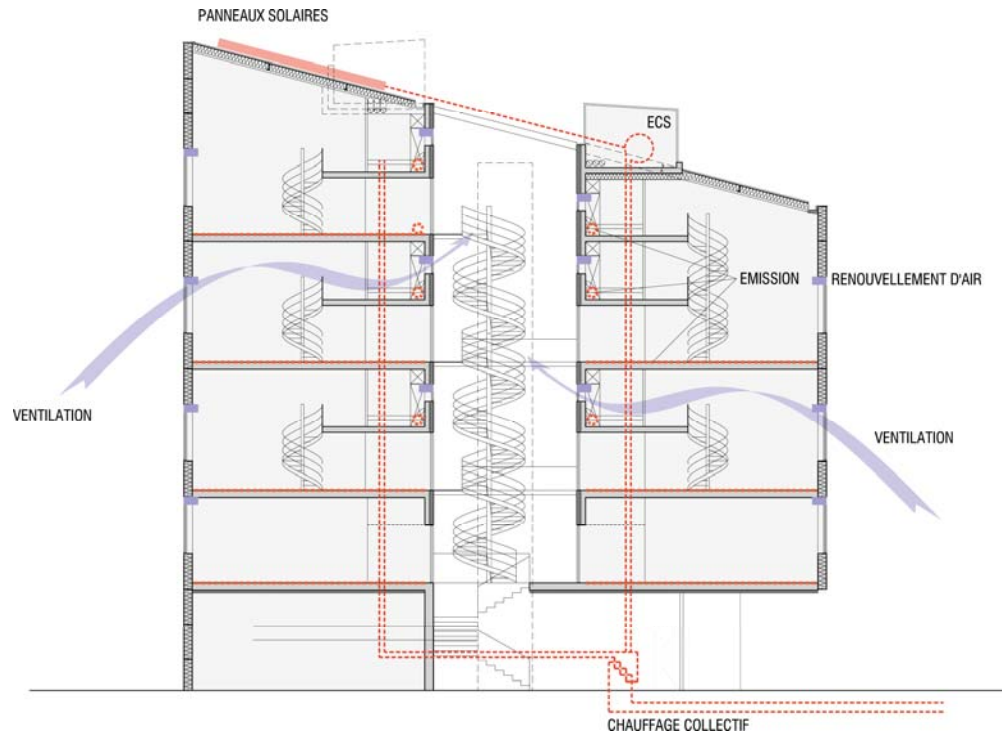 PANNEAUX SOLAIRES
ECS
EMISSION
RENOUVELLEMENT D'AIR
VENTILATION
VENTILATION
CHAUFFAGE COLLECTIF